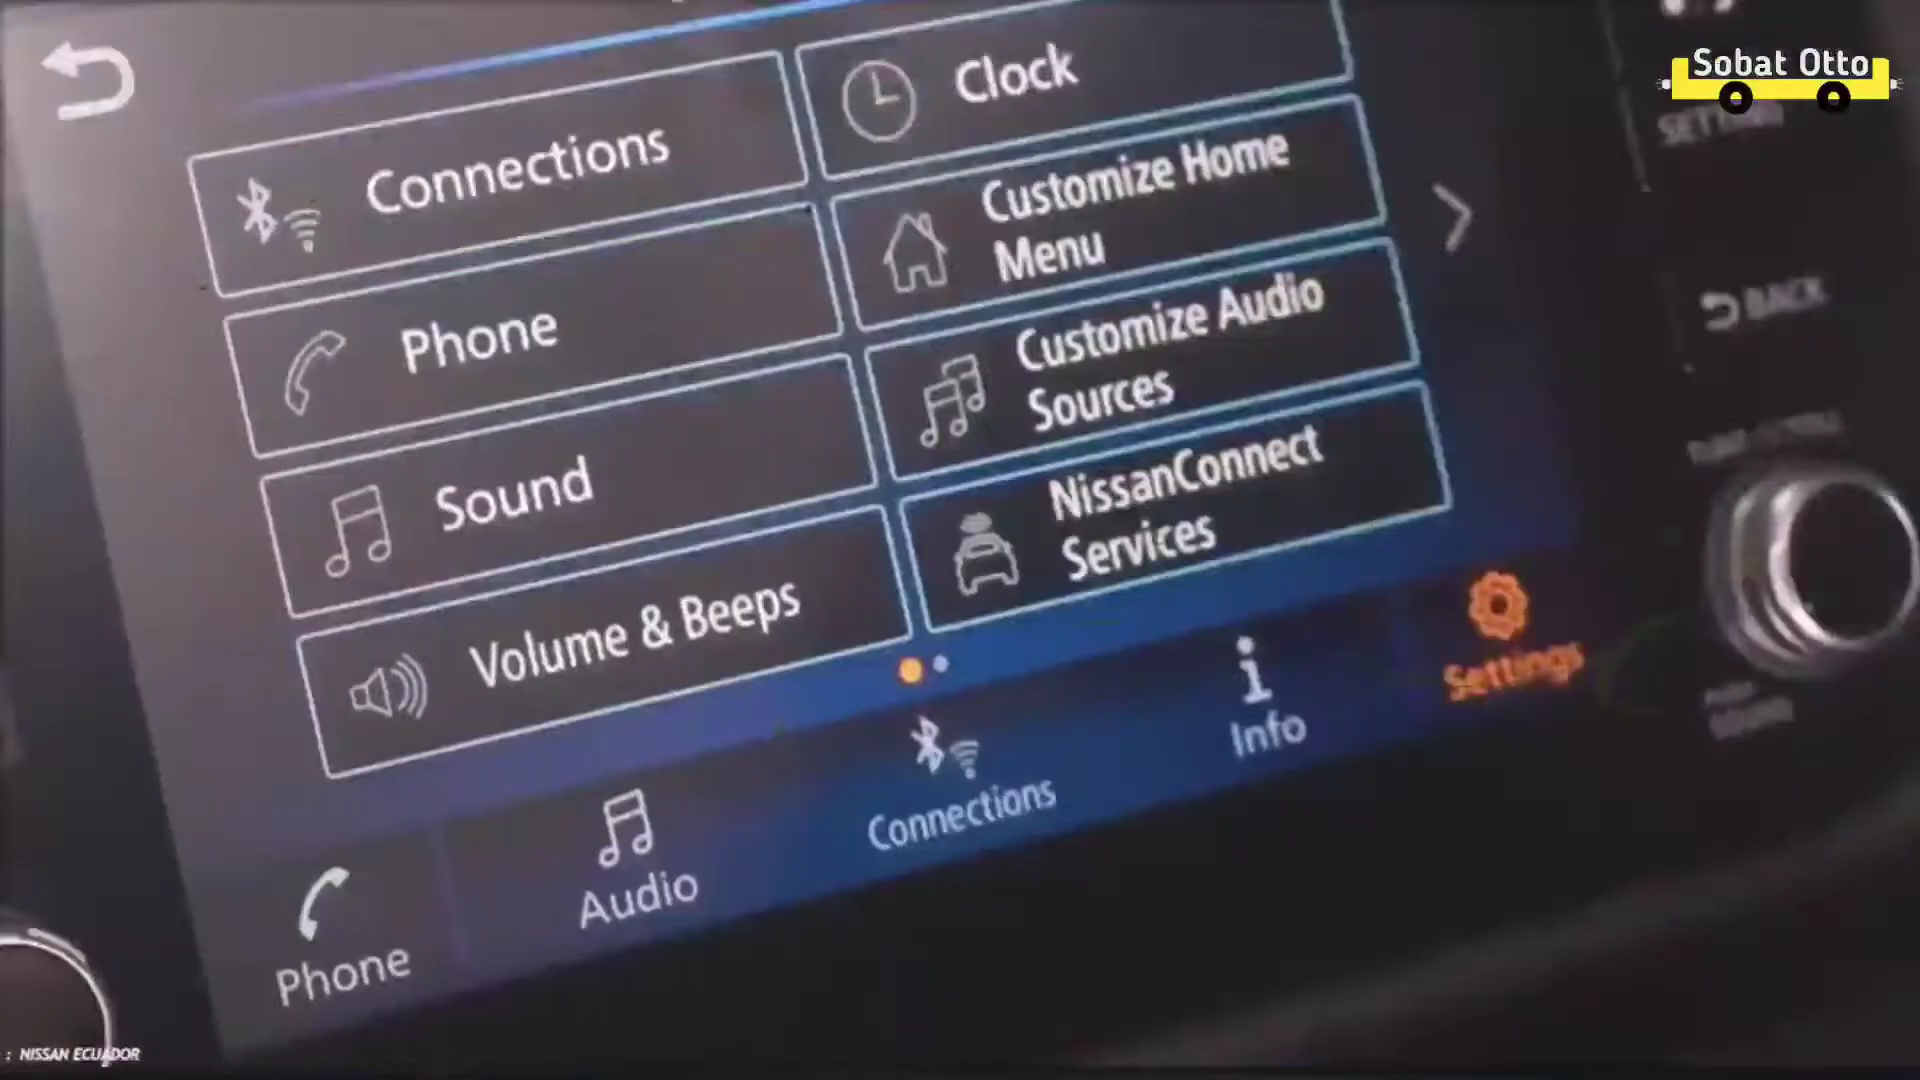 Sobat Otto
Connections
Clock
SETTING
Phone
Customize Home
Menu
BACK
Sound
Customize Audio
Sources
Volume & Beeps
NissanConnect
Services
Phone
Audio
Connections
Info
Settings
: NISSAN ECUADOR